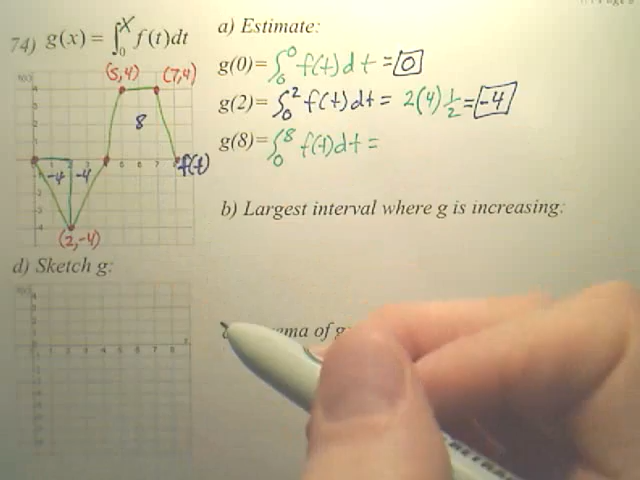 74) g(x) = ∫₀ˣ f(t)dt
a) Estimate:
g(0)= ∫₀⁰ f(t)dt = 0
g(2)= ∫₀² f(t)dt = 2(4)½ = -4
g(8)= ∫₀⁸ f(t)dt =
(5,4) (7,4)
8
f(t)
-4 -4
(2,-4)
b) Largest interval where g is increasing:
d) Sketch g:
of g